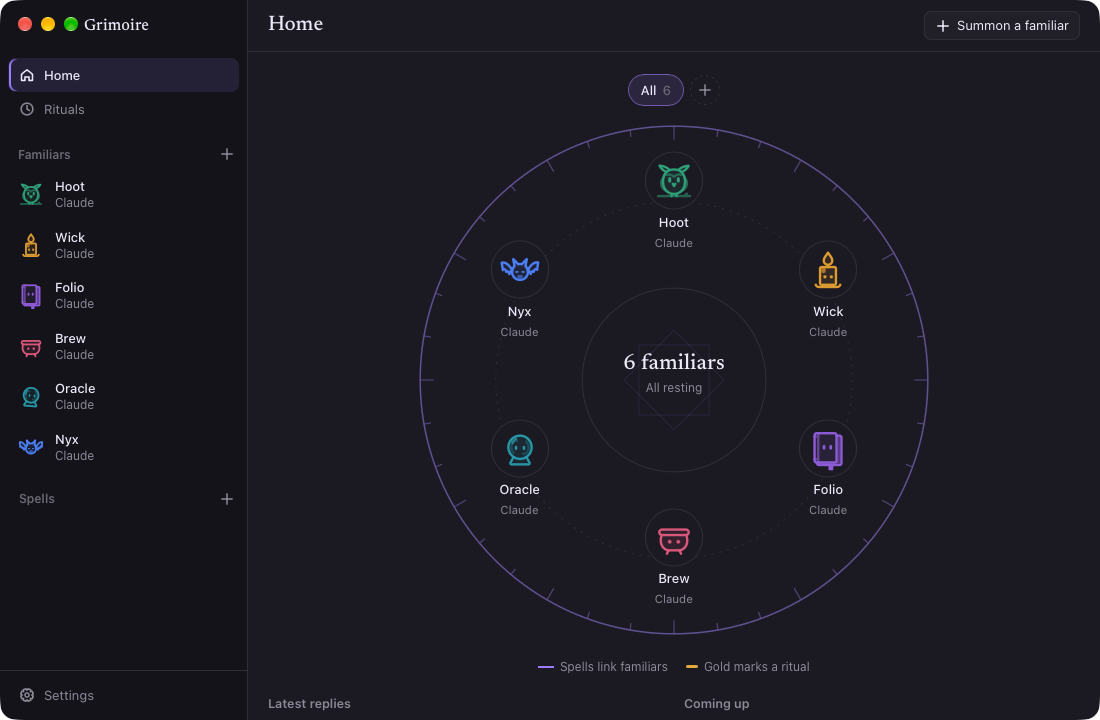 Grimoire
Home
Rituals
Familiars
Hoot
Claude
Wick
Claude
Folio
Claude
Brew
Claude
Oracle
Claude
Nyx
Claude
Spells
Settings
Home
Summon a familiar
All 6
Hoot
Claude
Nyx
Claude
Wick
Claude
6 familiars
All resting
Oracle
Claude
Folio
Claude
Brew
Claude
Spells link familiars
Gold marks a ritual
Latest replies
Coming up